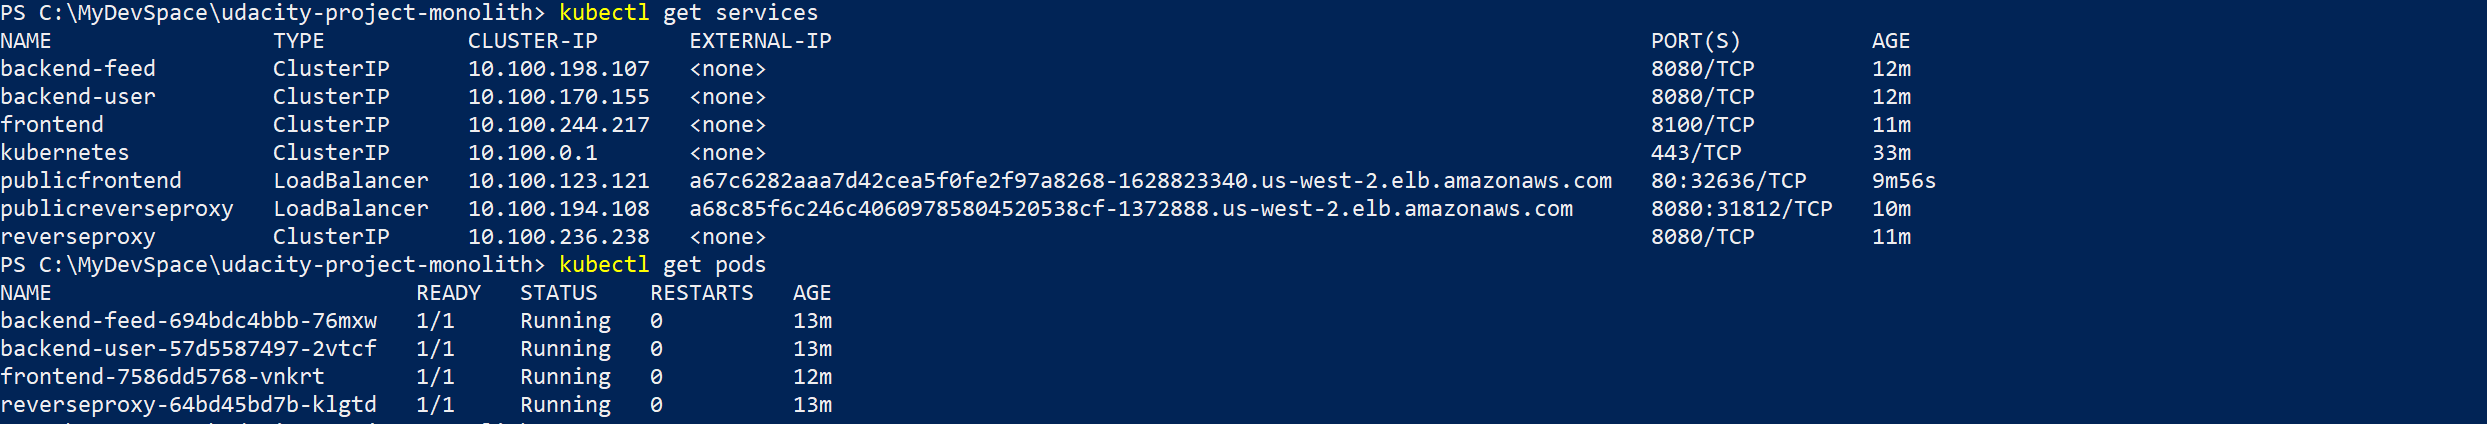 PS C:\MyDevSpace\udacity-project-monolith> kubectl get services
NAME TYPE CLUSTER-IP EXTERNAL-IP PORT(S) AGE
backend-feed ClusterIP 10.100.198.107 <none> 8080/TCP 12m
backend-user ClusterIP 10.100.170.155 <none> 8080/TCP 12m
frontend ClusterIP 10.100.244.217 <none> 8100/TCP 11m
kubernetes ClusterIP 10.100.0.1 <none> 443/TCP 33m
publicfrontend LoadBalancer 10.100.123.121 a67c6282aaa7d42cea5f0fe2f97a8268-1628823340.us-west-2.elb.amazonaws.com 80:32636/TCP 9m56s
publicreverseproxy LoadBalancer 10.100.194.108 a68c85f6c246c40609785804520538cf-1372888.us-west-2.elb.amazonaws.com 8080:31812/TCP 10m
reverseproxy ClusterIP 10.100.236.238 <none> 8080/TCP 11m
PS C:\MyDevSpace\udacity-project-monolith> kubectl get pods
NAME READY STATUS RESTARTS AGE
backend-feed-694bdc4bbb-76mxw 1/1 Running 0 13m
backend-user-57d5587497-2vtcf 1/1 Running 0 13m
frontend-7586dd5768-vnkrt 1/1 Running 0 12m
reverseproxy-64bd45bd7b-klgtd 1/1 Running 0 13m